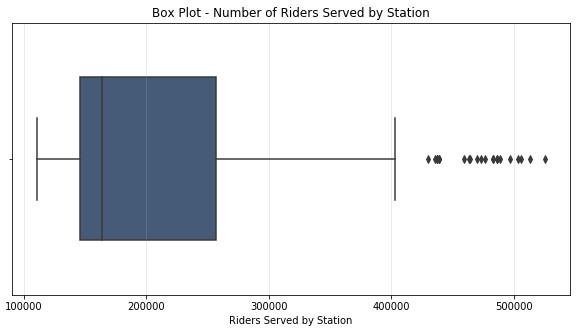 Box Plot - Number of Riders Served by Station
100000 200000 300000 400000 500000
Riders Served by Station